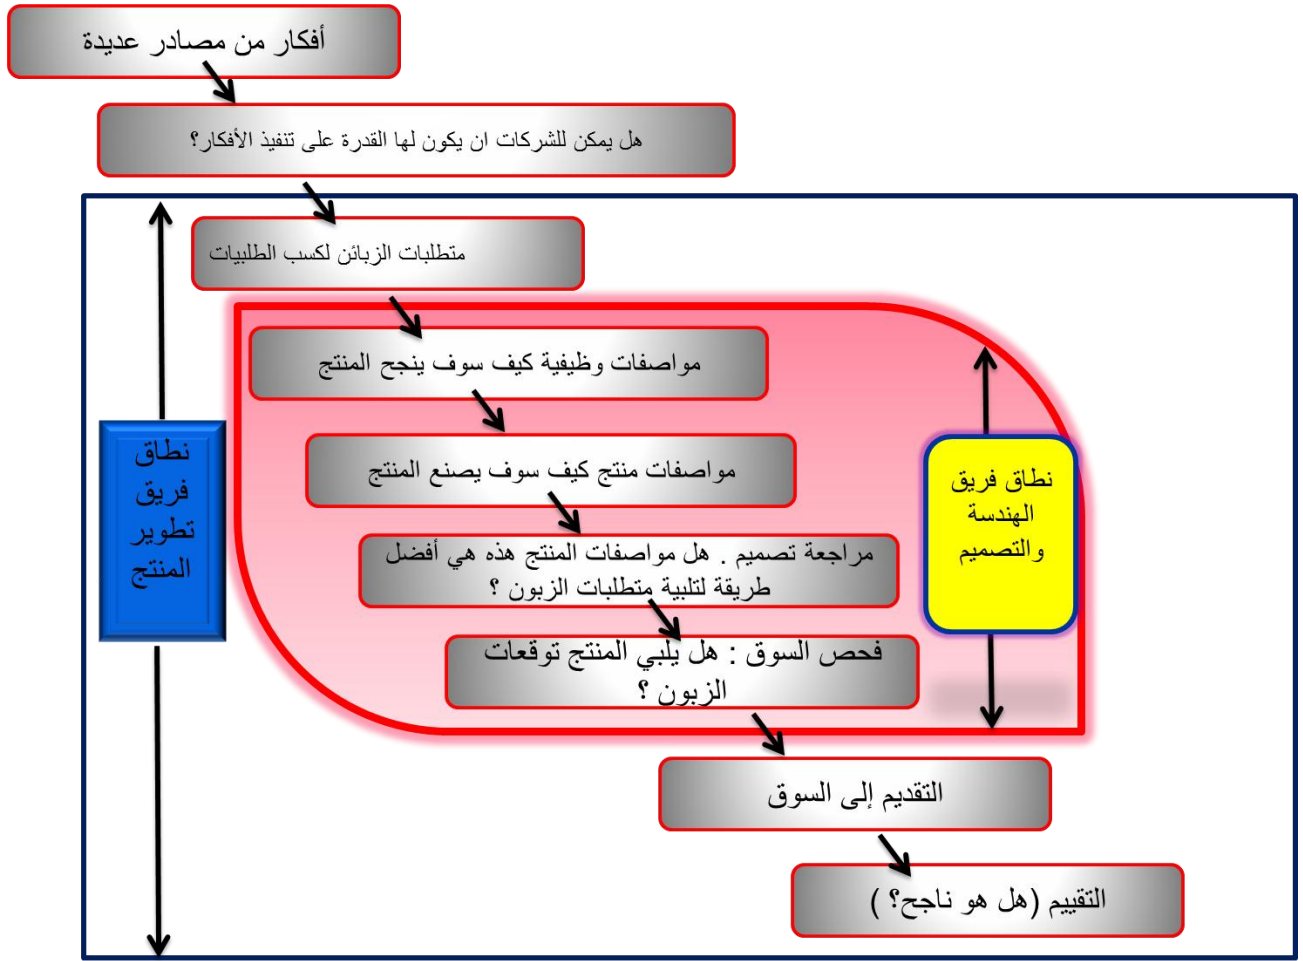 أفكار من مصادر عديدة
هل يمكن للشركات ان يكون لها القدرة على تنفيذ الأفكار؟
متطلبات الزبائن لكسب الطلبيات
مواصفات وظيفية كيف سوف ينجح المنتج
مواصفات منتج كيف سوف يصنع المنتج
مراجعة تصميم . هل مواصفات المنتج هذه هي أفضل
طريقة لتلبية متطلبات الزبون ؟
فحص السوق : هل يلبي المنتج توقعات
الزبون ؟
التقديم إلى السوق
التقييم (هل هو ناجح؟ )
نطاق فريق
الهندسة
والتصميم
نطاق
فريق
تطوير
المنتج